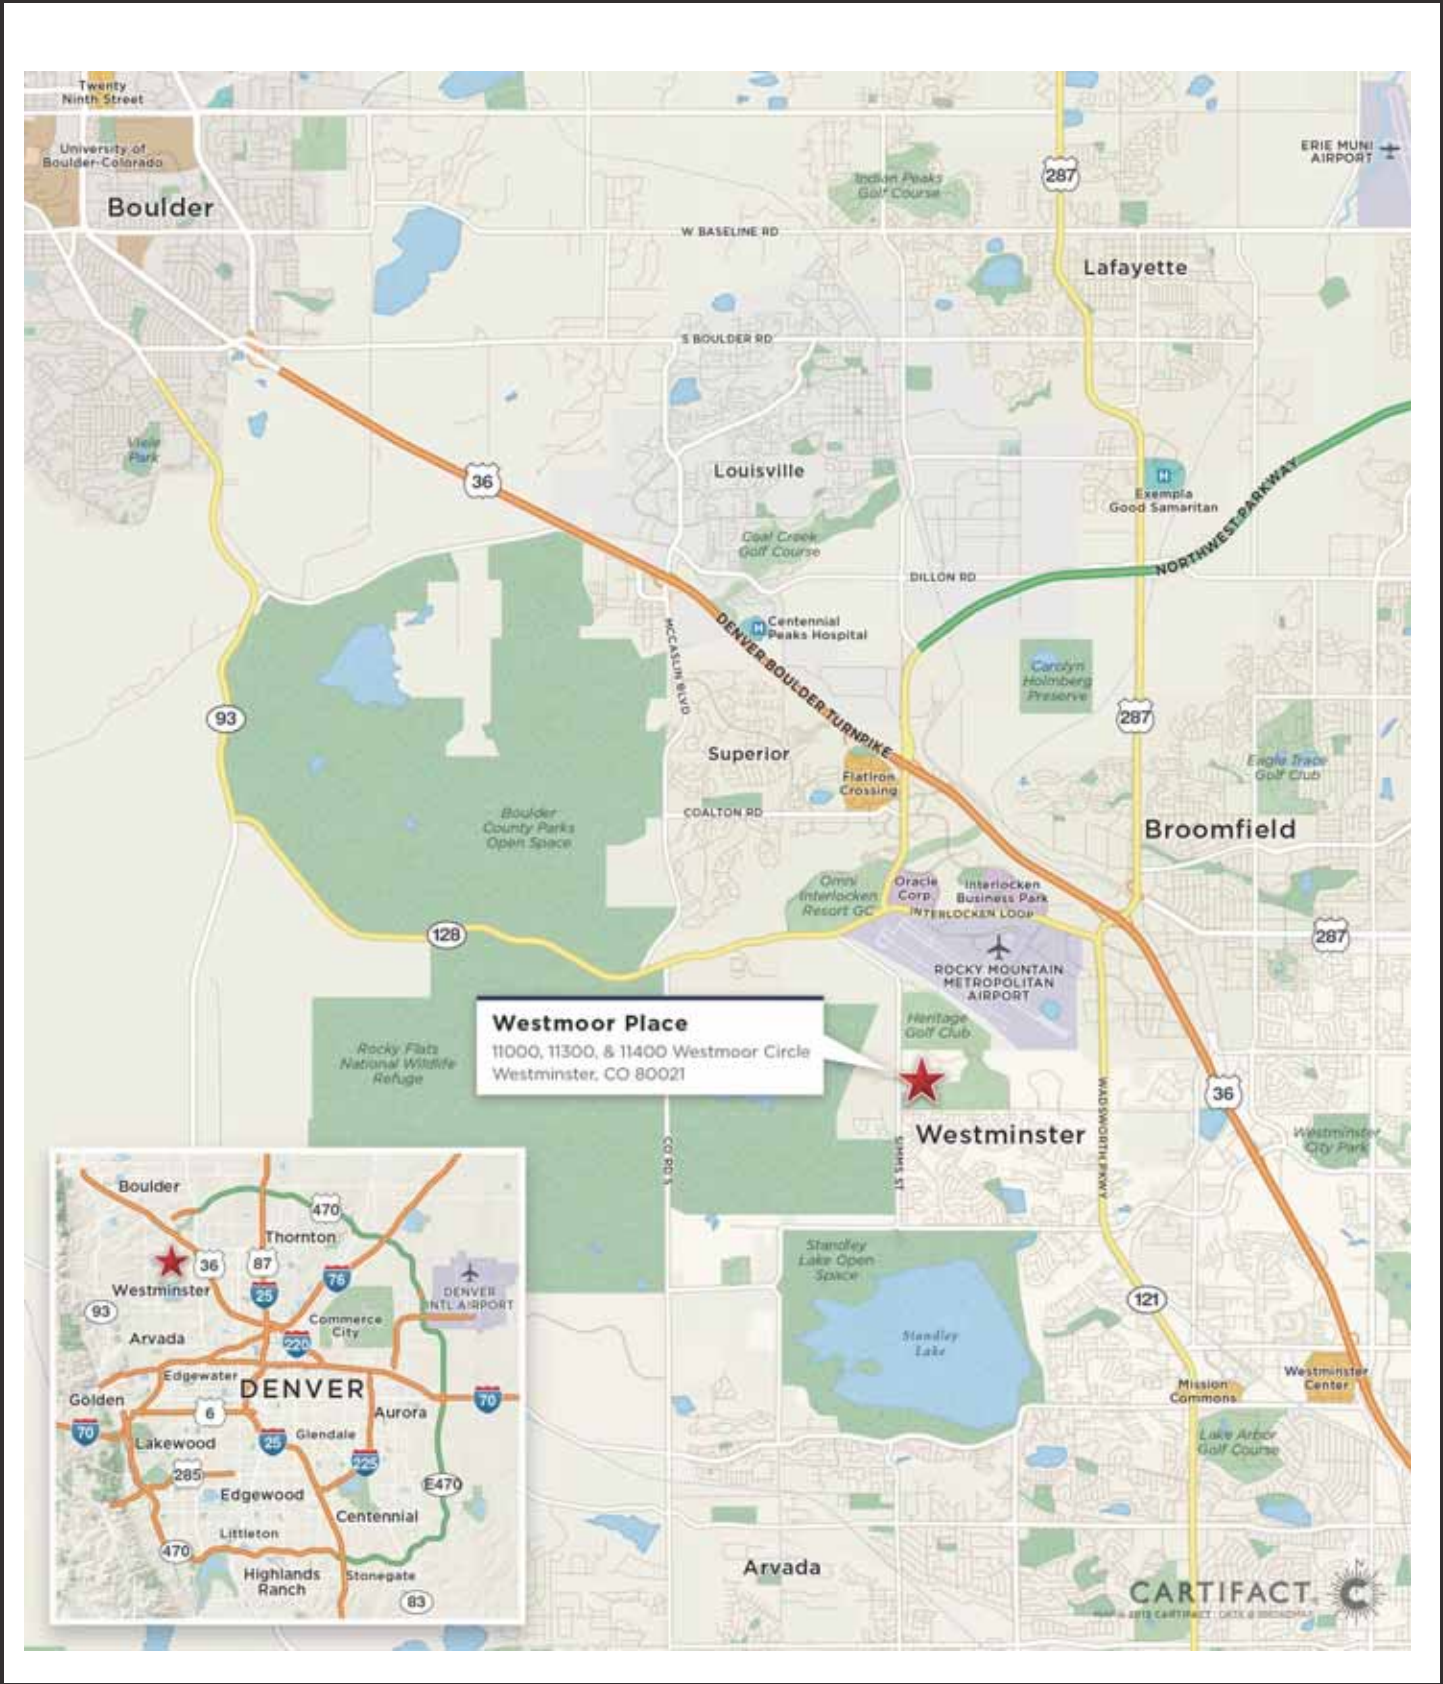 Twenty
Ninth Street
University of
Boulder-Colorado
Boulder
ERIE MUNI
AIRPORT
287
Indian Peaks
Golf Course
W BASELINE RD
Lafayette
S BOULDER RD
Viele
Park
36
Louisville
Exempla
Good Samaritan
H
NORTHWEST PARKWAY
Coal Creek
Golf Course
DILLON RD
H
Centennial
Peaks Hospital
DENVER BOULDER TURNPIKE
MCCASLIN BLVD
Carolyn
Holmberg
Preserve
93
287
Superior
FlatIron
Crossing
Eagle Trace
Golf Club
COALTON RD
Boulder
County Parks
Open Space
Broomfield
Omni
Interlocken
Resort GC
Oracle
Corp.
Interlocken
Business Park
INTERLOCKEN LOOP
128
287
ROCKY MOUNTAIN
METROPOLITAN
AIRPORT
Heritage
Golf Club
Westmoor Place
11000, 11300, & 11400 Westmoor Circle
Westminster, CO 80021
Rocky Flats
National Wildlife
Refuge
36
WADSWORTH PKWY
Westminster
Westminster
City Park
CO RD S
SIMMS ST
Standley
Lake Open
Space
Standley
Lake
121
Mission
Commons
Westminster
Center
Lake Arbor
Golf Course
Arvada
CARTIFACT
N
C
Boulder
470
Thornton
36
87
76
25
Westminster
93
DENVER
INTL AIRPORT
Commerce
City
Arvada
220
Edgewater
DENVER
Golden
70
6
Aurora
70
Lakewood
25
Glendale
225
285
E470
Edgewood
Centennial
Littleton
470
Highlands
Ranch
Stonegate
83